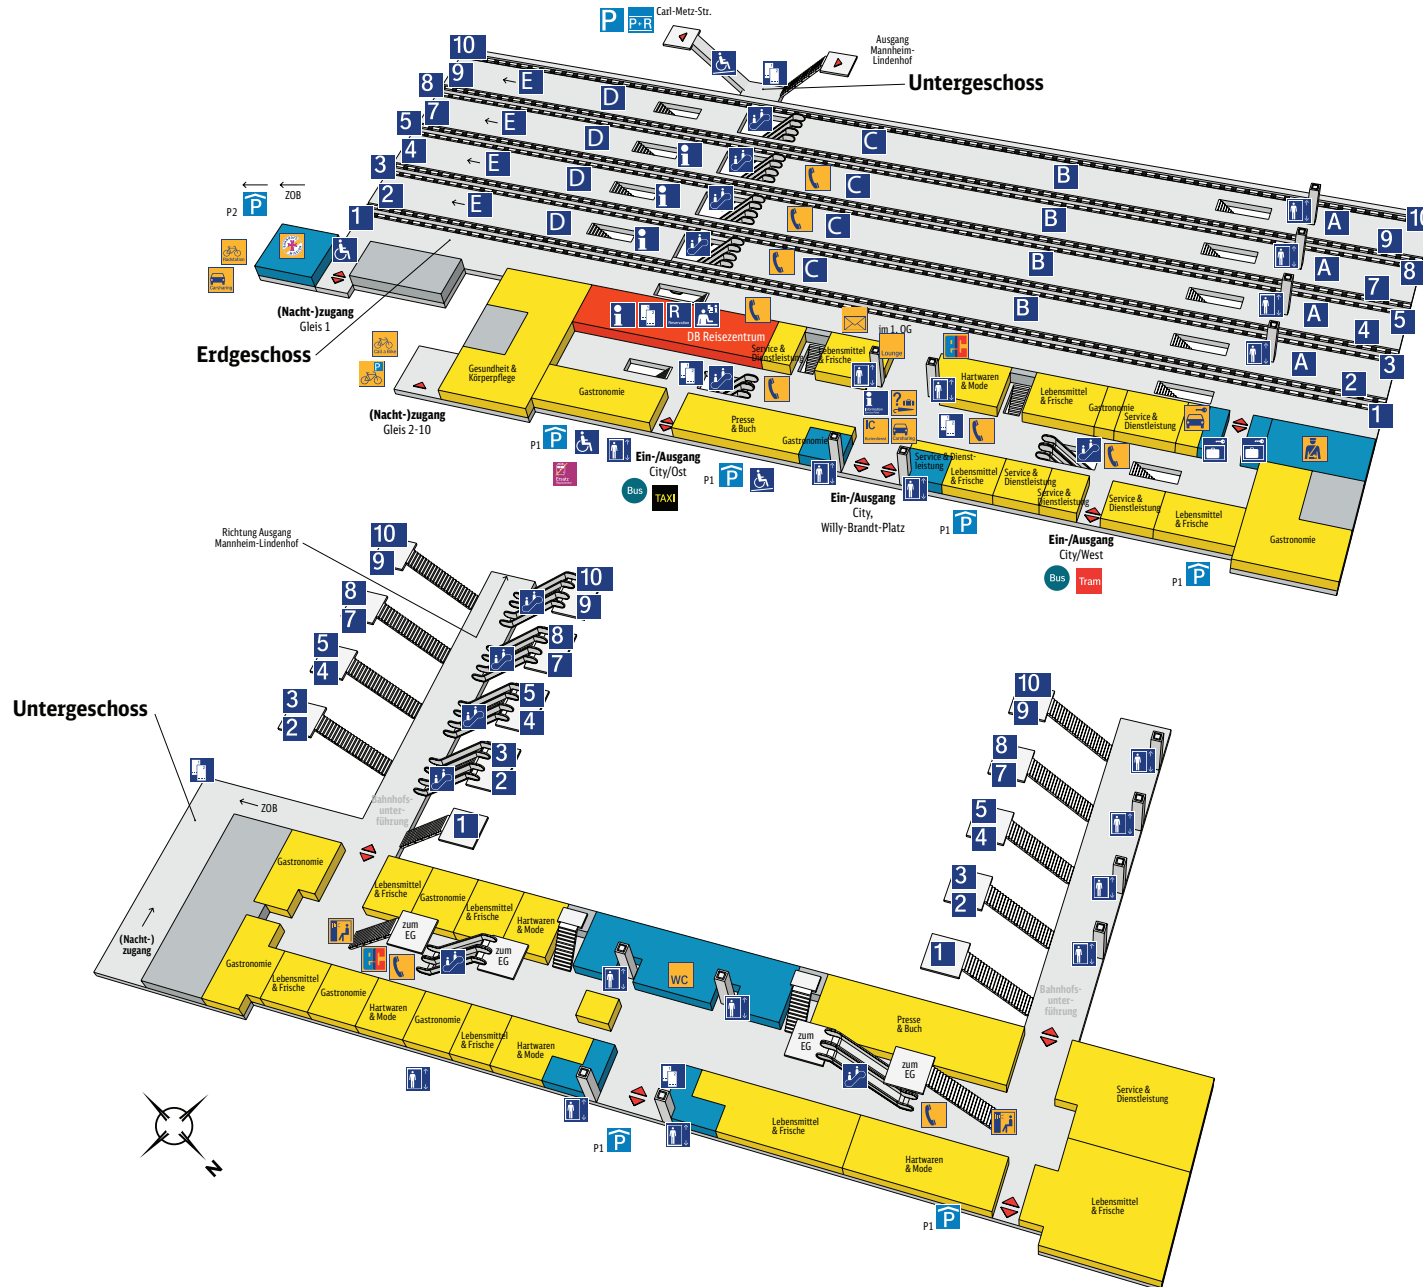 P
P+R
Carl-Metz-Str.
Ausgang
Mannheim-
Lindenhof
Untergeschoss
10
9
8
7
5
4
3
2
1
E
D
C
B
A
E
D
C
B
A
E
D
C
B
A
E
D
C
B
A
10
9
8
7
5
4
3
2
1
ZOB
P2
P
Carsharing
(Nacht-)zugang
Gleis 1
Erdgeschoss
Call a Bike
P
(Nacht-)zugang
Gleis 2-10
Gesundheit &
Körperpflege
Gastronomie
R
Reservation
DB Reisezentrum
Service &
Dienstleistung
Lebensmittel
& Frische
im 1. OG
Lounge
Hartwaren
& Mode
Lebensmittel
& Frische
Gastronomie
Service &
Dienstleistung
Presse
& Buch
Gastronomie
Information
IC
Kurierdienst
Carsharing
Service & Dienst-
leistung
Lebensmittel
& Frische
Service &
Dienstleistung
Service &
Dienstleistung
Service &
Dienstleistung
Lebensmittel
& Frische
Gastronomie
P1
P
Ersatz
Ein-/Ausgang
City/Ost
Bus
TAXI
P1
P
Ein-/Ausgang
City,
Willy-Brandt-Platz
P1
P
Ein-/Ausgang
City/West
Bus
Tram
P1
P
Richtung Ausgang
Mannheim-Lindenhof
10
9
8
7
5
4
3
2
10
9
8
7
5
4
3
2
1
Untergeschoss
ZOB
Bahnhofs-
unter-
führung
(Nacht-)
zugang
Gastronomie
Lebensmittel
& Frische
Gastronomie
Lebensmittel
& Frische
Hartwaren
& Mode
zum
EG
zum
EG
Gastronomie
Lebensmittel
& Frische
Gastronomie
Hartwaren
& Mode
Gastronomie
Lebensmittel
& Frische
Hartwaren
& Mode
WC
10
9
8
7
5
4
3
2
1
Bahnhofs-
unter-
führung
Presse
& Buch
zum
EG
zum
EG
Service &
Dienstleistung
Lebensmittel
& Frische
Hartwaren
& Mode
Lebensmittel
& Frische
P1
P
P1
P
N